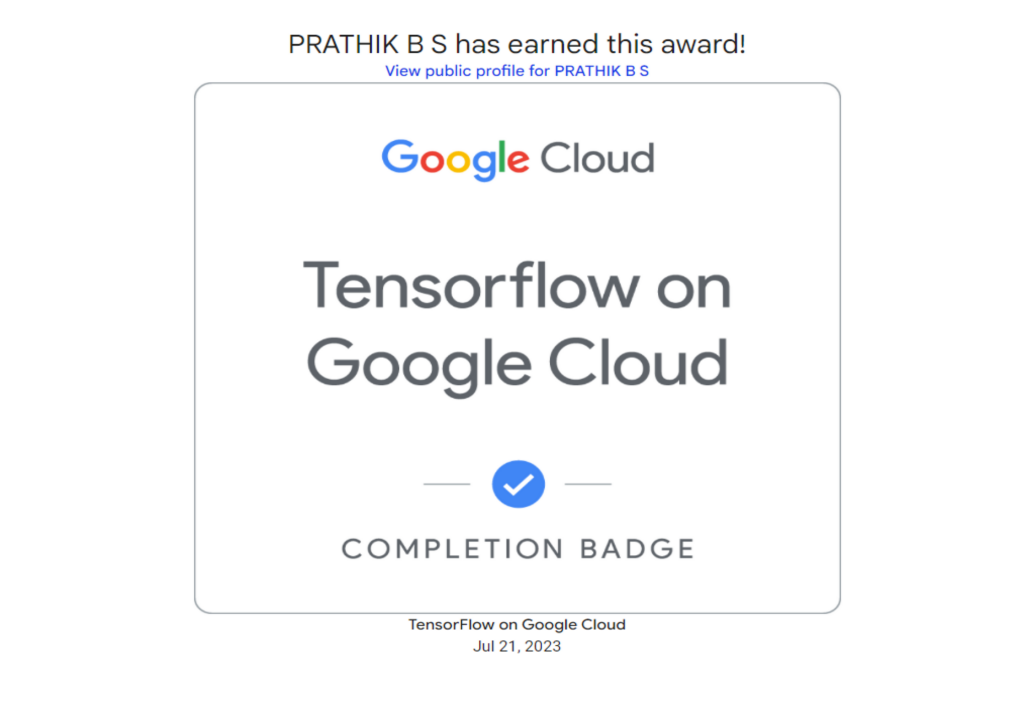 PRATHIK B S has earned this award!
View public profile for PRATHIK B S
Google Cloud
Tensorflow on
Google Cloud
COMPLETION BADGE
TensorFlow on Google Cloud
Jul 21, 2023